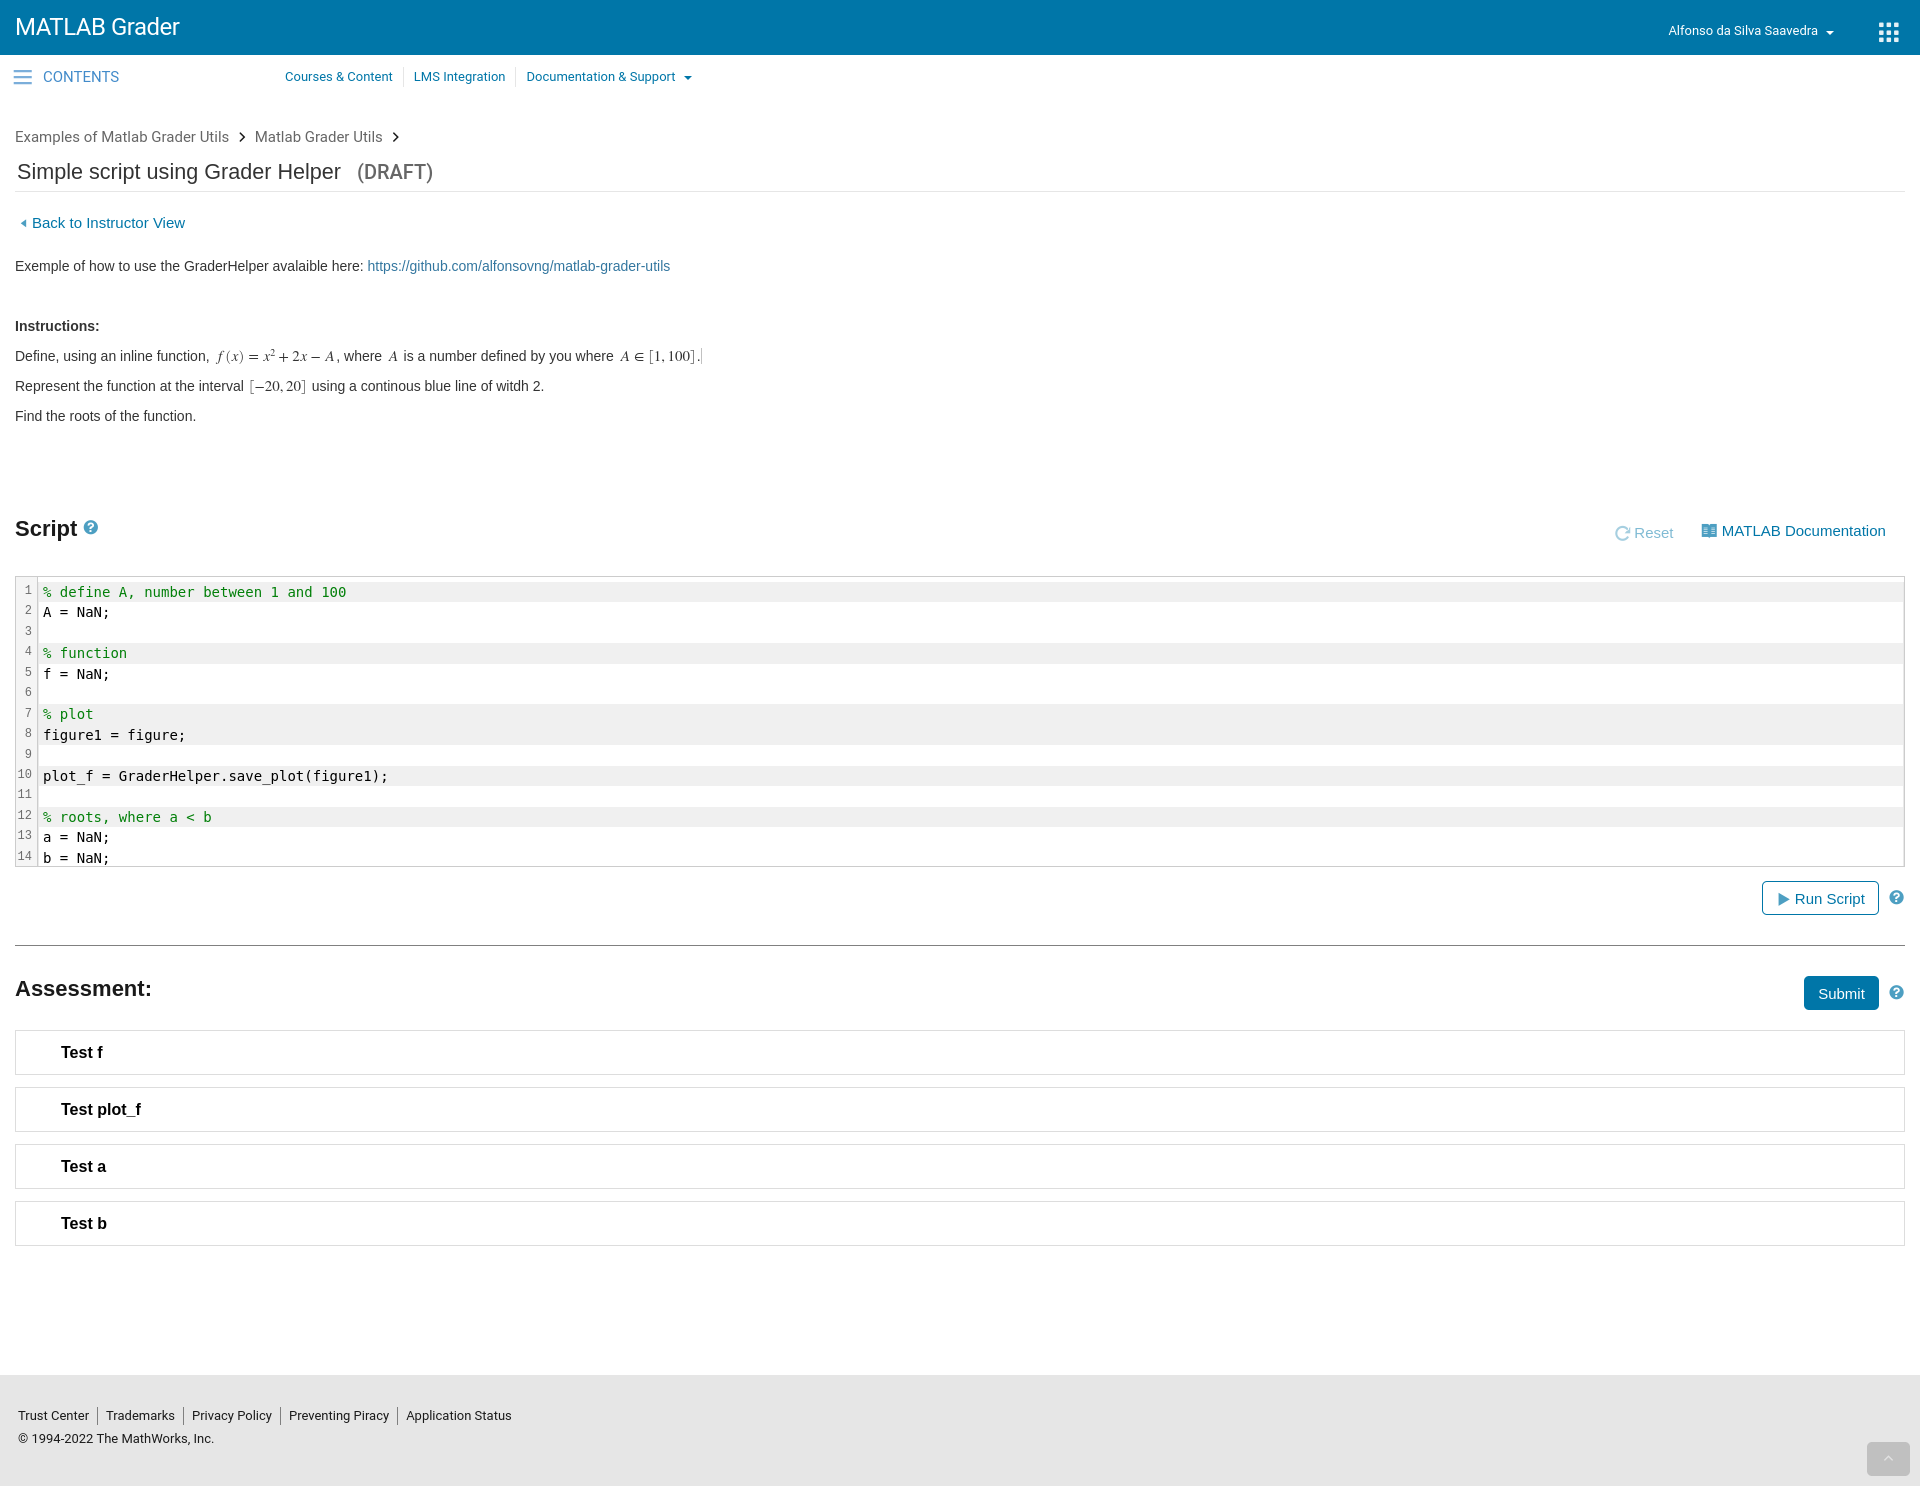 MATLAB Grader
Alfonso da Silva Saavedra
CONTENTS
Courses & Content
LMS Integration
Documentation & Support
Examples of Matlab Grader Utils > Matlab Grader Utils >
Simple script using Grader Helper (DRAFT)
Back to Instructor View
Exemple of how to use the GraderHelper avalaible here: https://github.com/alfonsovng/matlab-grader-utils
Instructions:
Define, using an inline function, f(x) = x² + 2x − A, where A is a number defined by you where A ∈ [1, 100].
Represent the function at the interval [−20, 20] using a continous blue line of witdh 2.
Find the roots of the function.
Script
Reset
MATLAB Documentation
1 % define A, number between 1 and 100
2 A = NaN;
3
4 % function
5 f = NaN;
6
7 % plot
8 figure1 = figure;
9
10 plot_f = GraderHelper.save_plot(figure1);
11
12 % roots, where a < b
13 a = NaN;
14 b = NaN;
Run Script
Assessment:
Submit
Test f
Test plot_f
Test a
Test b
Trust Center
Trademarks
Privacy Policy
Preventing Piracy
Application Status
© 1994-2022 The MathWorks, Inc.